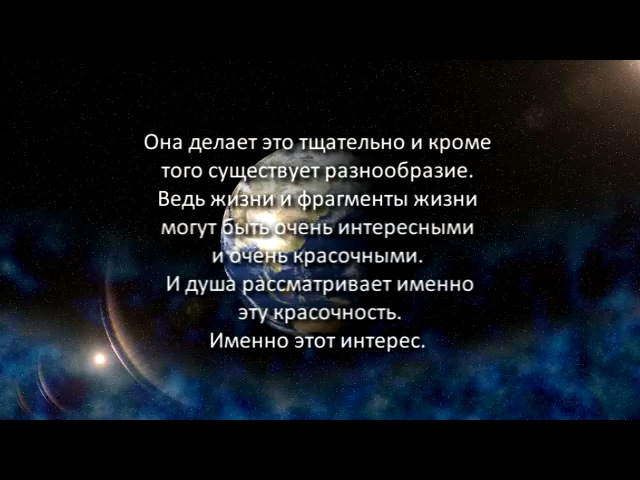 Она делает это тщательно и кроме
того существует разнообразие.
Ведь жизни и фрагменты жизни
могут быть очень интересными
и очень красочными.
И душа рассматривает именно
эту красочность.
Именно этот интерес.